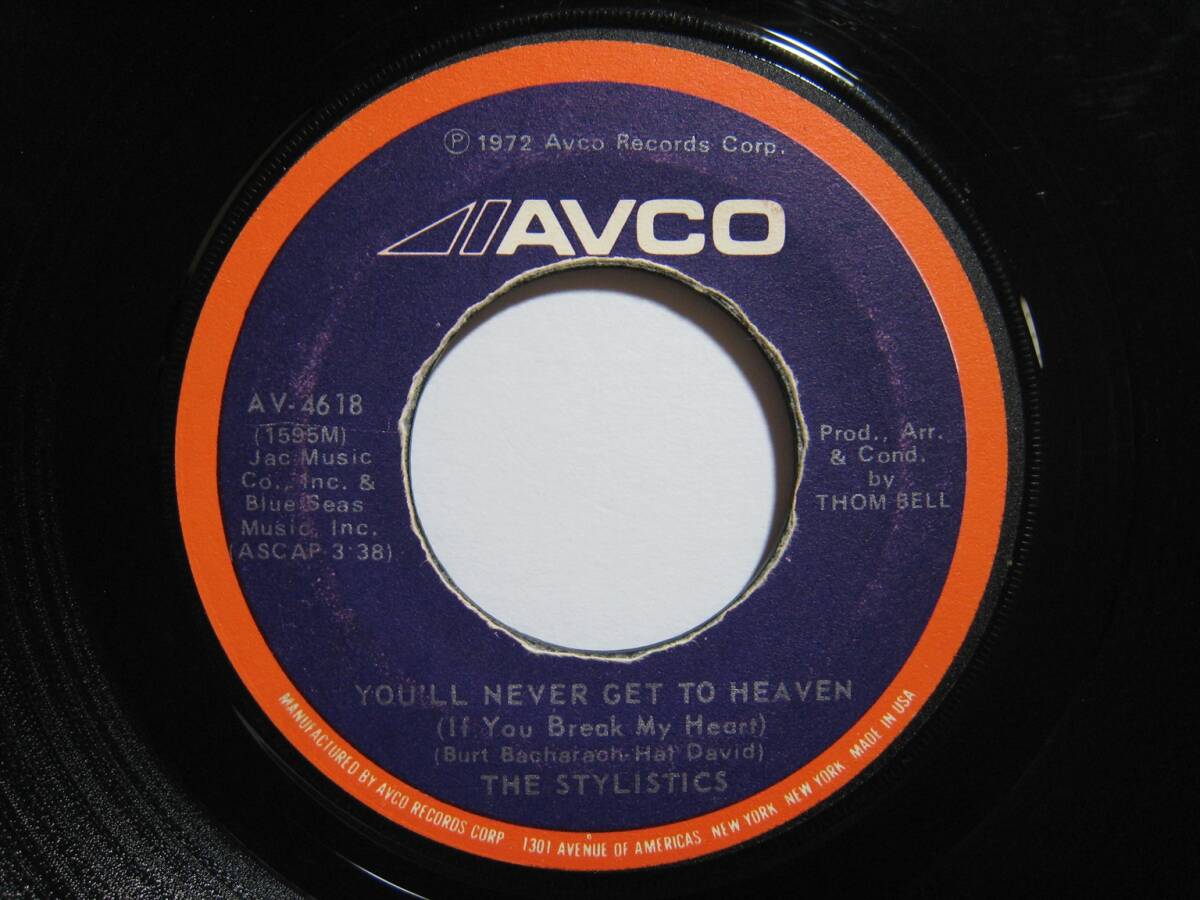 Ⓟ 1972 Avco Records Corp.
AVCO
AV-4618
(1595M)
Jac Music
Co., Inc. &
Blue Seas
Music, Inc.
(ASCAP 3:38)
Prod., Arr.
& Cond.
by
THOM BELL
YOU'LL NEVER GET TO HEAVEN
(If You Break My Heart)
(Burt Bacharach-Hal David)
THE STYLISTICS
MANUFACTURED BY AVCO RECORDS CORP 1301 AVENUE OF AMERICAS NEW YORK NEW YORK MADE IN USA